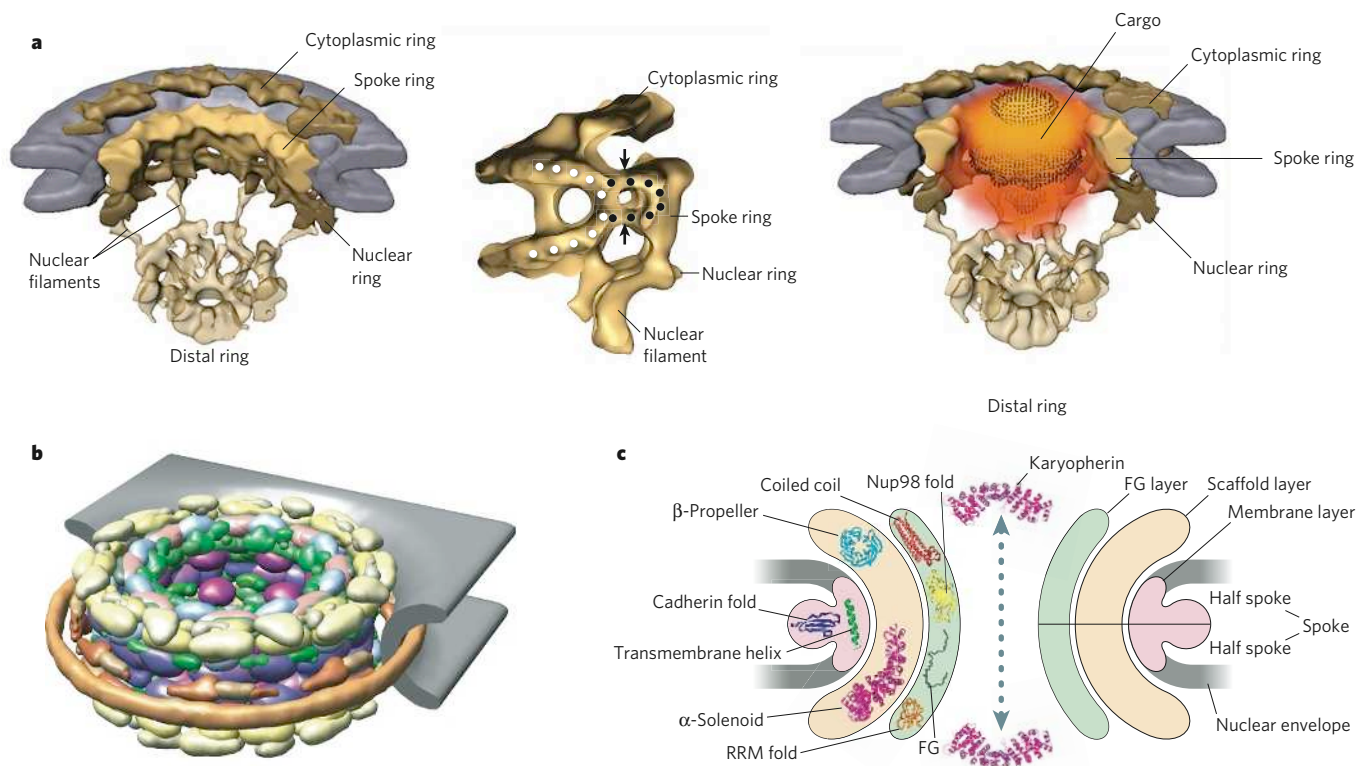 a
Cytoplasmic ring
Spoke ring
Nuclear
filaments
Nuclear
ring
Distal ring
Cytoplasmic ring
Spoke ring
Nuclear ring
Nuclear
filament
Cargo
Cytoplasmic ring
Spoke ring
Nuclear ring
Distal ring
b
c
Coiled coil
β-Propeller
Cadherin fold
Transmembrane helix
α-Solenoid
RRM fold
Nup98 fold
FG
Karyopherin
FG layer
Scaffold layer
Membrane layer
Half spoke
Spoke
Half spoke
Nuclear envelope